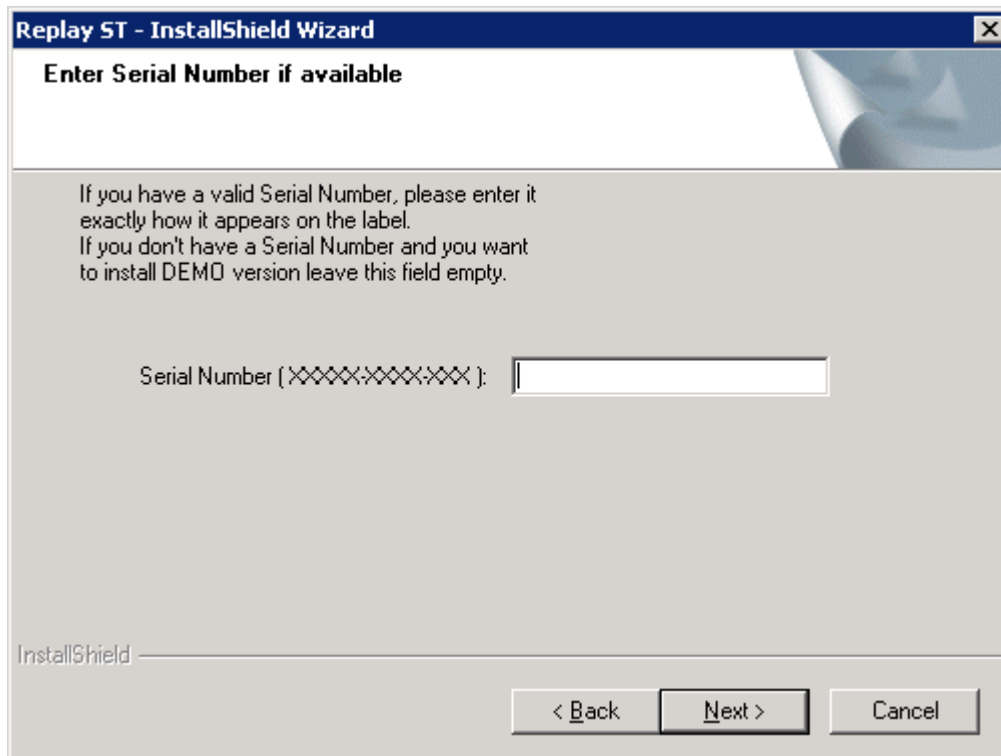 Replay ST - InstallShield Wizard
Enter Serial Number if available
If you have a valid Serial Number, please enter it
exactly how it appears on the label.
If you don't have a Serial Number and you want
to install DEMO version leave this field empty.
Serial Number ( XXXXX-XXXX-XXX ):
InstallShield
< Back
Next >
Cancel